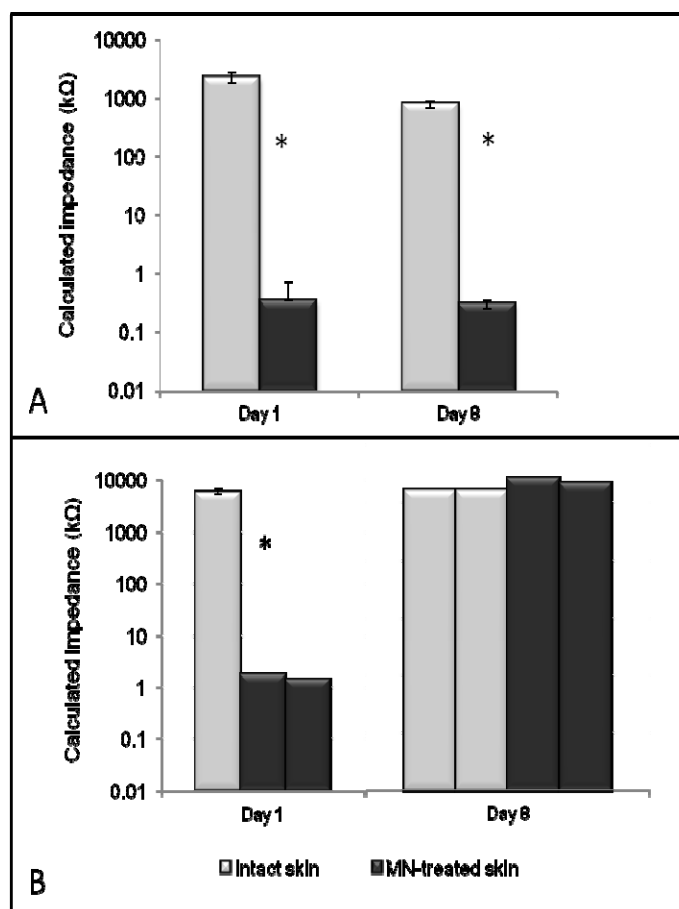 Calculated impedance (kΩ)
10000
1000
100
10
1
0.1
0.01
*
*
Day 1
Day 8
A
Calculated Impedance (kΩ)
10000
1000
100
10
1
0.1
0.01
*
Day 1
Day 8
Intact skin
MN-treated skin
B